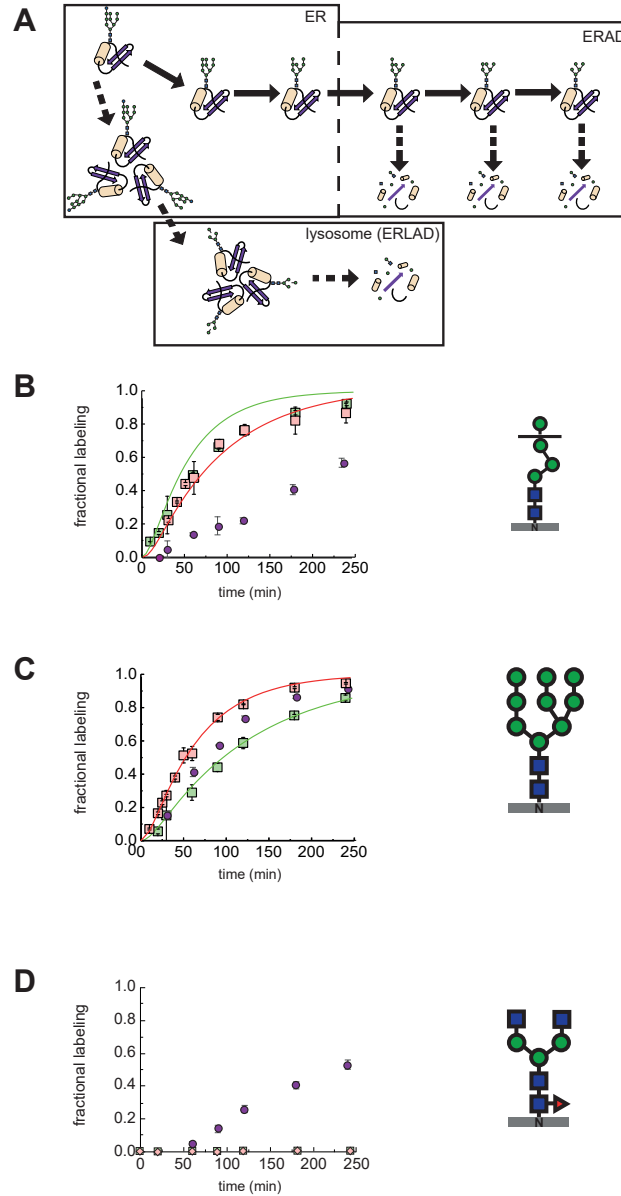 A
ER
ERAD
lysosome (ERLAD)
B
fractional labeling
1.0
0.8
0.6
0.4
0.2
0.0
0 50 100 150 200 250
time (min)
N
C
fractional labeling
1.0
0.8
0.6
0.4
0.2
0.0
0 50 100 150 200 250
time (min)
N
D
fractional labeling
1.0
0.8
0.6
0.4
0.2
0.0
0 50 100 150 200 250
time (min)
N